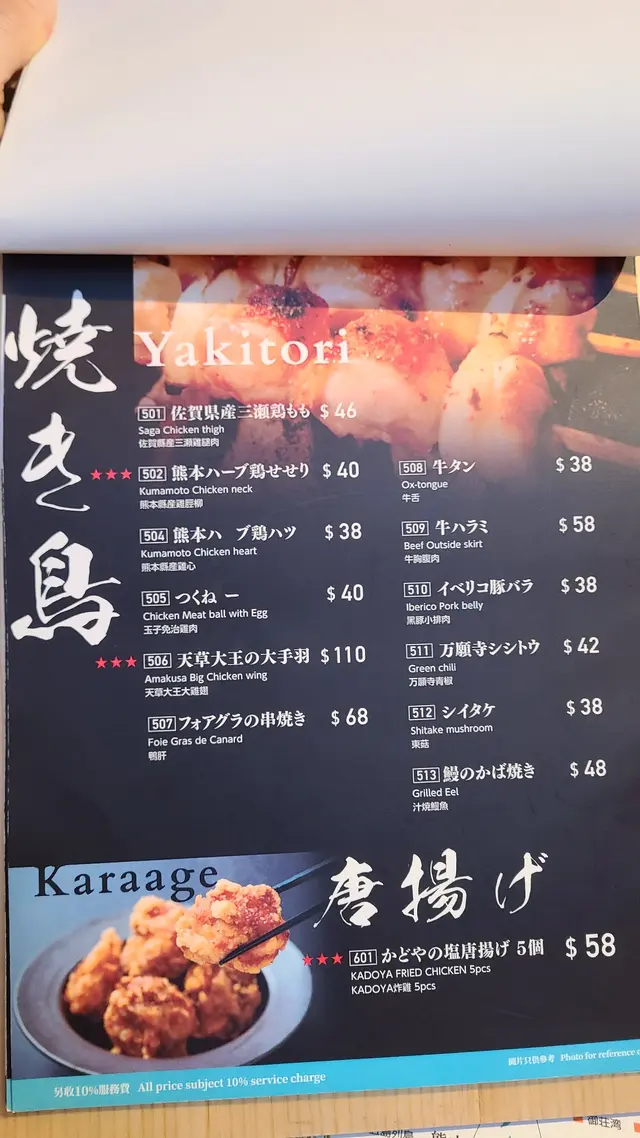 焼き鳥
Yakitori
501 佐賀県産三瀬鶏もも $ 46
Saga Chicken thigh
佐賀縣産三瀬雞腿肉
★★★ 502 熊本ハーブ鶏せせり $ 40
Kumamoto Chicken neck
熊本縣産雞脛柳
504 熊本ハ ブ鶏ハツ $ 38
Kumamoto Chicken heart
熊本縣産雞心
505 つくね ー $ 40
Chicken Meat ball with Egg
玉子免治雞肉
★★★ 506 天草大王の大手羽 $110
Amakusa Big Chicken wing
天草大王大雞翅
507 フォアグラの串焼き $ 68
Foie Gras de Canard
鴨肝
508 牛タン $ 38
Ox-tongue
牛舌
509 牛ハラミ $ 58
Beef Outside skirt
牛胸腹肉
510 イベリコ豚バラ $ 38
Iberico Pork belly
黑豚小排肉
511 万願寺シシトウ $ 42
Green chili
万願寺青椒
512 シイタケ $ 38
Shitake mushroom
東菇
513 鰻のかば焼き $ 48
Grilled Eel
汁焼鰻魚
Karaage
唐揚げ
★★★ 601 かどやの塩唐揚げ 5個 $ 58
KADOYA FRIED CHICKEN 5pcs
KADOYA炸雞 5pcs
圖片只供參考 Photo for reference
另收10%服務費 All price subject 10% service charge
御荘湾